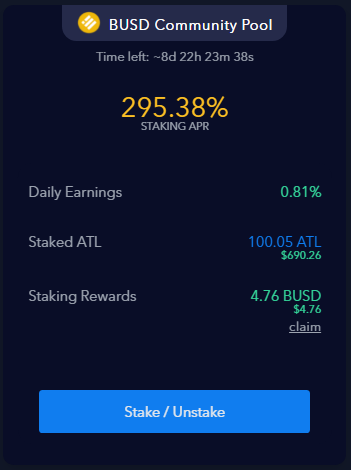 BUSD Community Pool
Time left: ~8d 22h 23m 38s
295.38%
STAKING APR
Daily Earnings 0.81%
Staked ATL 100.05 ATL
$690.26
Staking Rewards 4.76 BUSD
$4.76
claim
Stake / Unstake